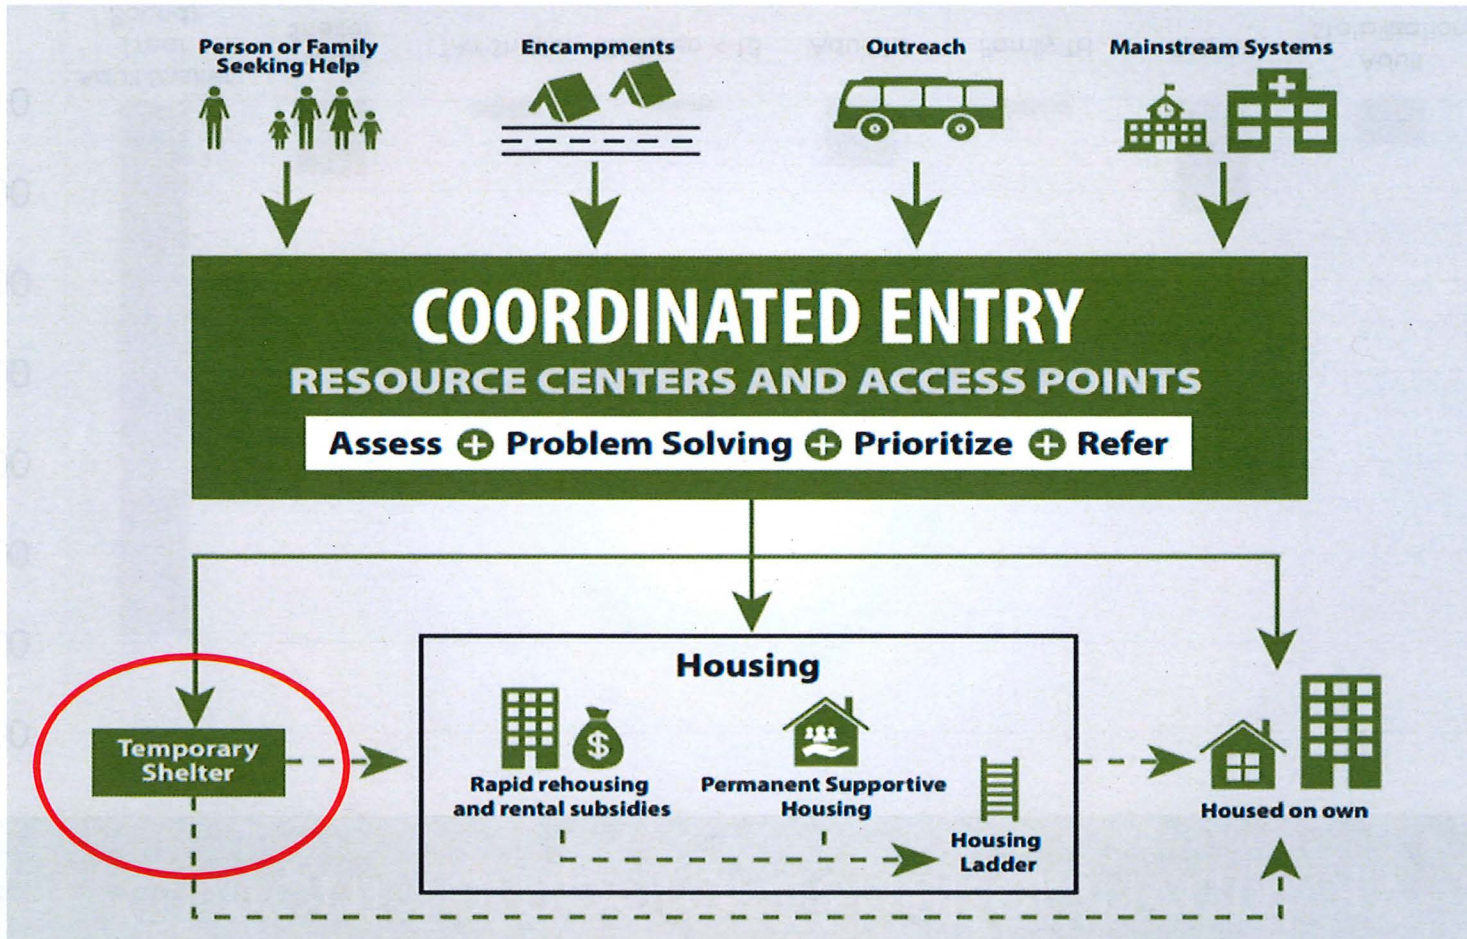 Person or Family
Seeking Help
Encampments
Outreach
Mainstream Systems
COORDINATED ENTRY
RESOURCE CENTERS AND ACCESS POINTS
Assess + Problem Solving + Prioritize + Refer
Temporary
Shelter
Housing
$
Rapid rehousing
and rental subsidies
Permanent Supportive
Housing
Housing
Ladder
Housed on own